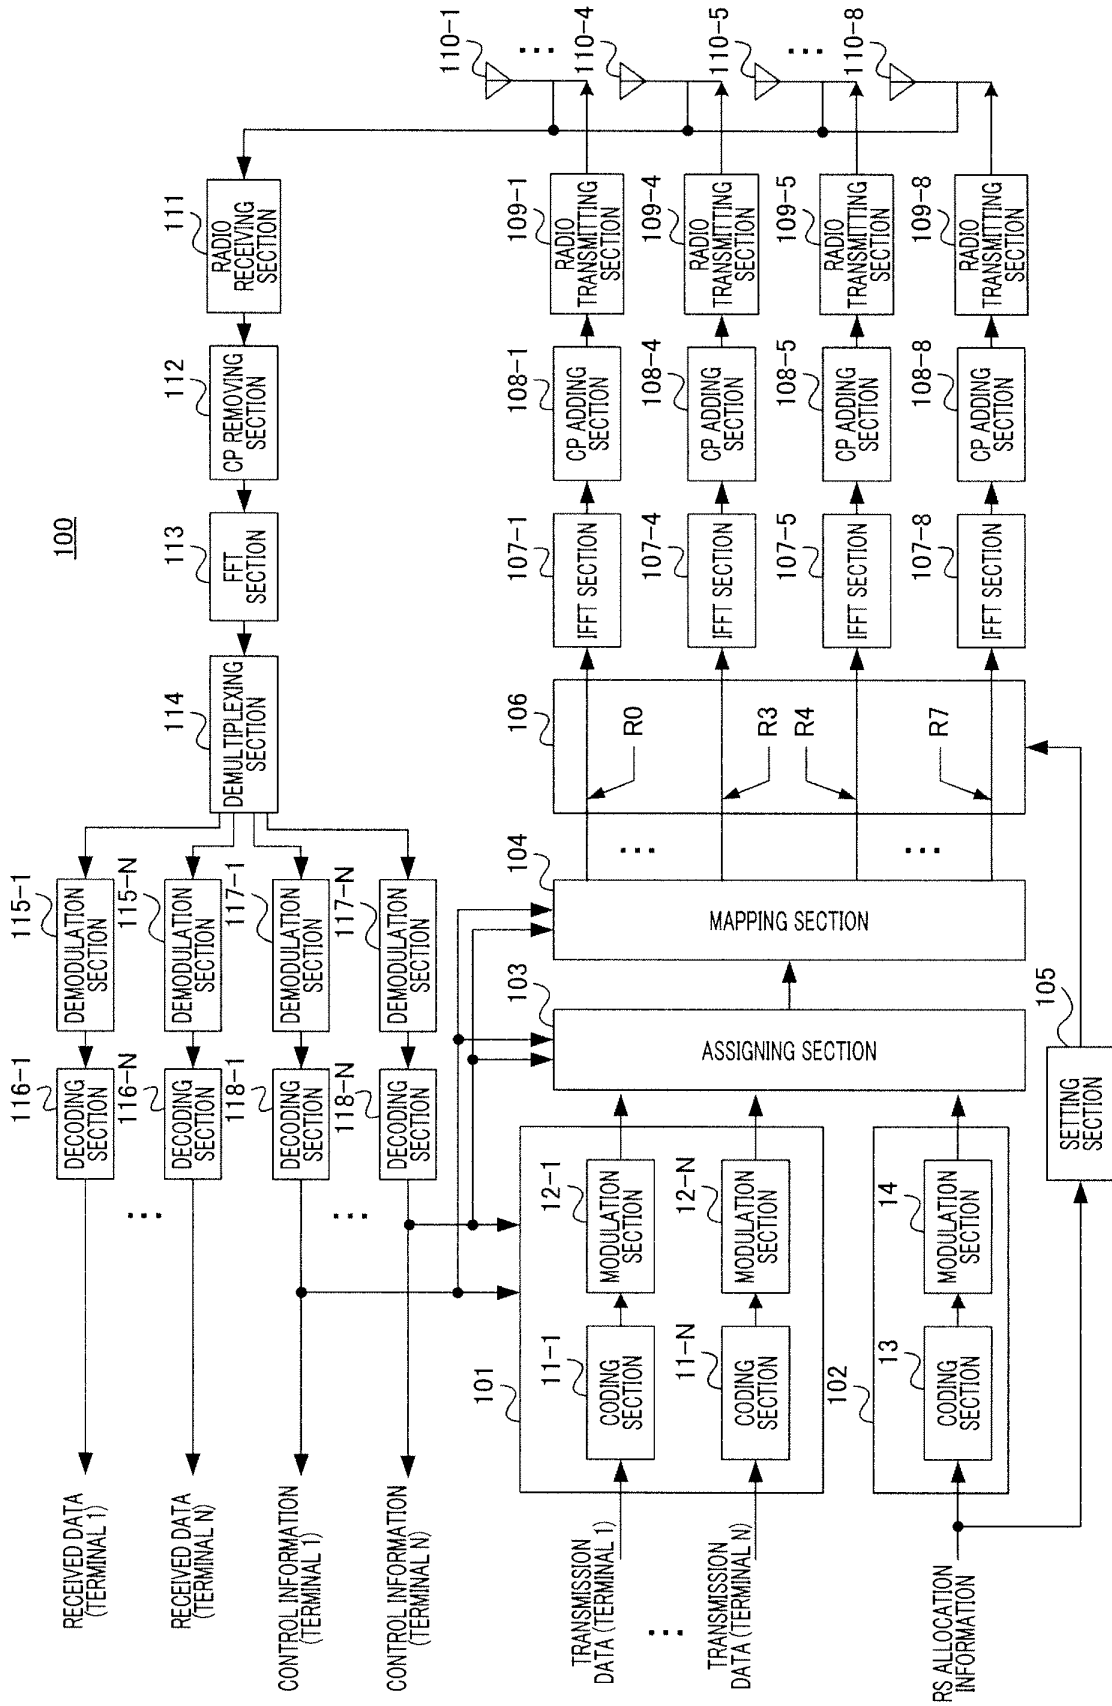 100
RECEIVED DATA
(TERMINAL 1)
116-1
DECODING
SECTION
115-1
DEMODULATION
SECTION
114
DEMULTIPLEXING
SECTION
113
FFT
SECTION
112
CP REMOVING
SECTION
111
RADIO
RECEIVING
SECTION
...
RECEIVED DATA
(TERMINAL N)
116-N
DECODING
SECTION
115-N
DEMODULATION
SECTION
CONTROL INFORMATION
(TERMINAL 1)
118-1
DECODING
SECTION
117-1
DEMODULATION
SECTION
...
CONTROL INFORMATION
(TERMINAL N)
118-N
DECODING
SECTION
117-N
DEMODULATION
SECTION
101
TRANSMISSION
DATA (TERMINAL 1)
11-1
CODING
SECTION
12-1
MODULATION
SECTION
...
TRANSMISSION
DATA (TERMINAL N)
11-N
CODING
SECTION
12-N
MODULATION
SECTION
102
RS ALLOCATION
INFORMATION
13
CODING
SECTION
14
MODULATION
SECTION
103
ASSIGNING SECTION
104
MAPPING SECTION
105
SETTING
SECTION
106
R0
...
R3
R4
...
R7
107-1
IFFT SECTION
108-1
CP ADDING
SECTION
109-1
RADIO
TRANSMITTING
SECTION
110-1
...
107-4
IFFT SECTION
108-4
CP ADDING
SECTION
109-4
RADIO
TRANSMITTING
SECTION
110-4
107-5
IFFT SECTION
108-5
CP ADDING
SECTION
109-5
RADIO
TRANSMITTING
SECTION
110-5
...
107-8
IFFT SECTION
108-8
CP ADDING
SECTION
109-8
RADIO
TRANSMITTING
SECTION
110-8